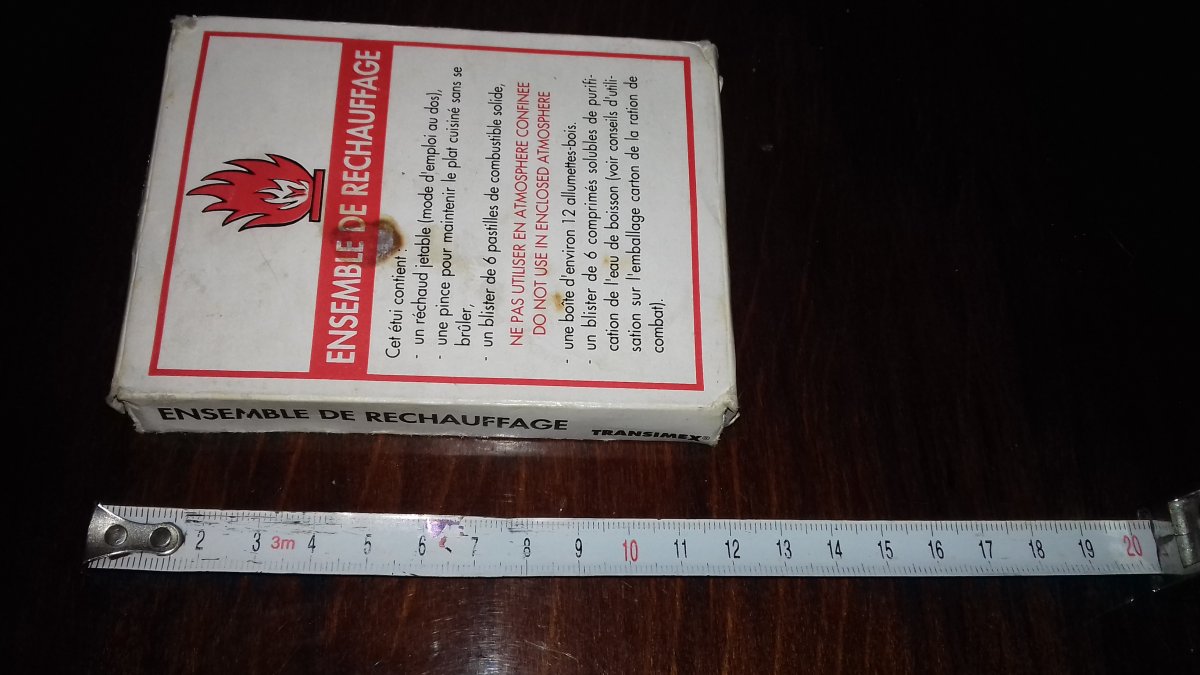 ENSEMBLE DE RECHAUFFAGE
Cet étui contient :
- un réchaud jetable (mode d'emploi au dos),
- une pince pour maintenir le plat cuisiné sans se
brûler,
- un blister de 6 pastilles de combustible solide,
NE PAS UTILISER EN ATMOSPHERE CONFINEE
DO NOT USE IN ENCLOSED ATMOSPHERE
- une boîte d'environ 12 allumettes-bois.
- un blister de 6 comprimés solubles de purifi-
cation de l'eau de boisson (voir conseils d'utili-
sation sur l'emballage carton de la ration de
combat).
ENSEMBLE DE RECHAUFFAGE TRANSIMEX®
2 3 3m 4 5 6 7 8 9 10 11 12 13 14 15 16 17 18 19 20